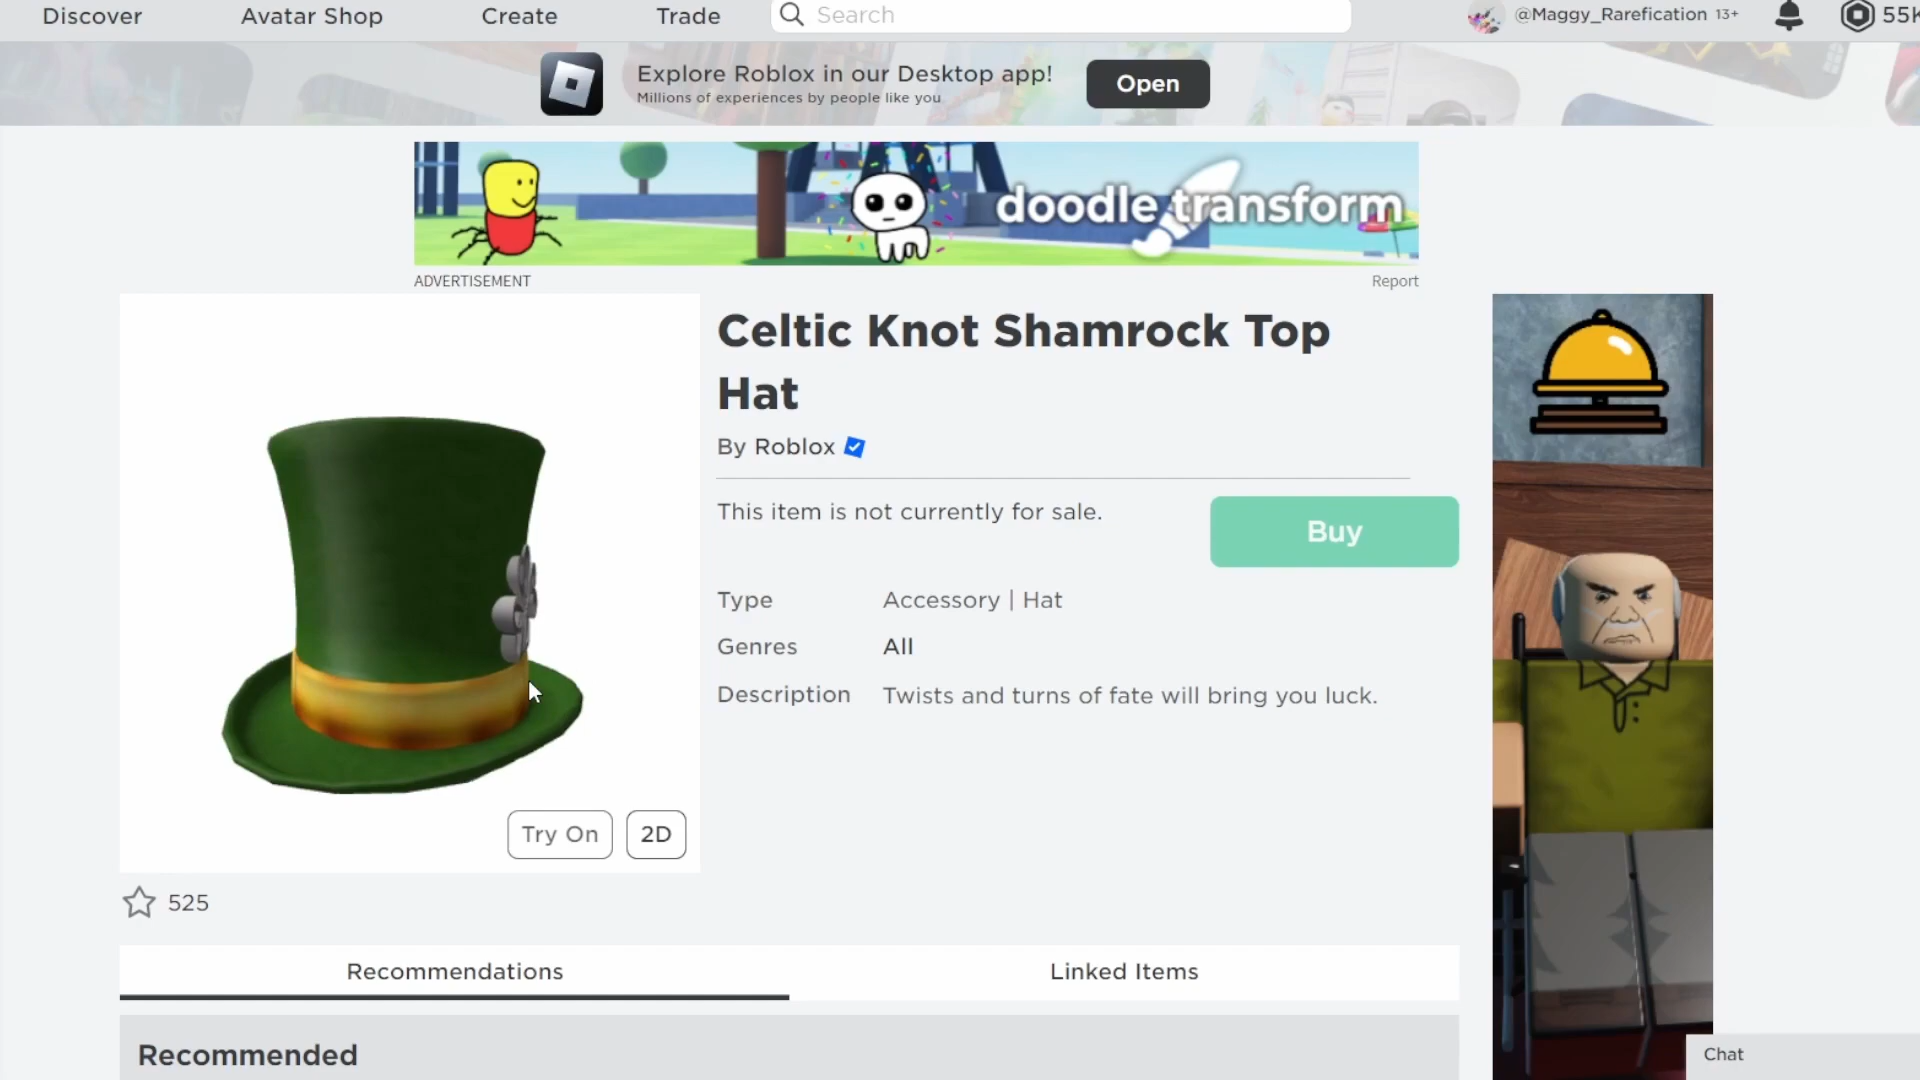 Discover
Avatar Shop
Create
Trade
Search
@Maggy_Rarefication 13+
55K
Explore Roblox in our Desktop app!
Millions of experiences by people like you
Open
doodle transform
ADVERTISEMENT
Report
Celtic Knot Shamrock Top
Hat
By Roblox
This item is not currently for sale.
Buy
Type
Accessory | Hat
Genres
All
Description
Twists and turns of fate will bring you luck.
Try On
2D
525
Recommendations
Linked Items
Recommended
Chat